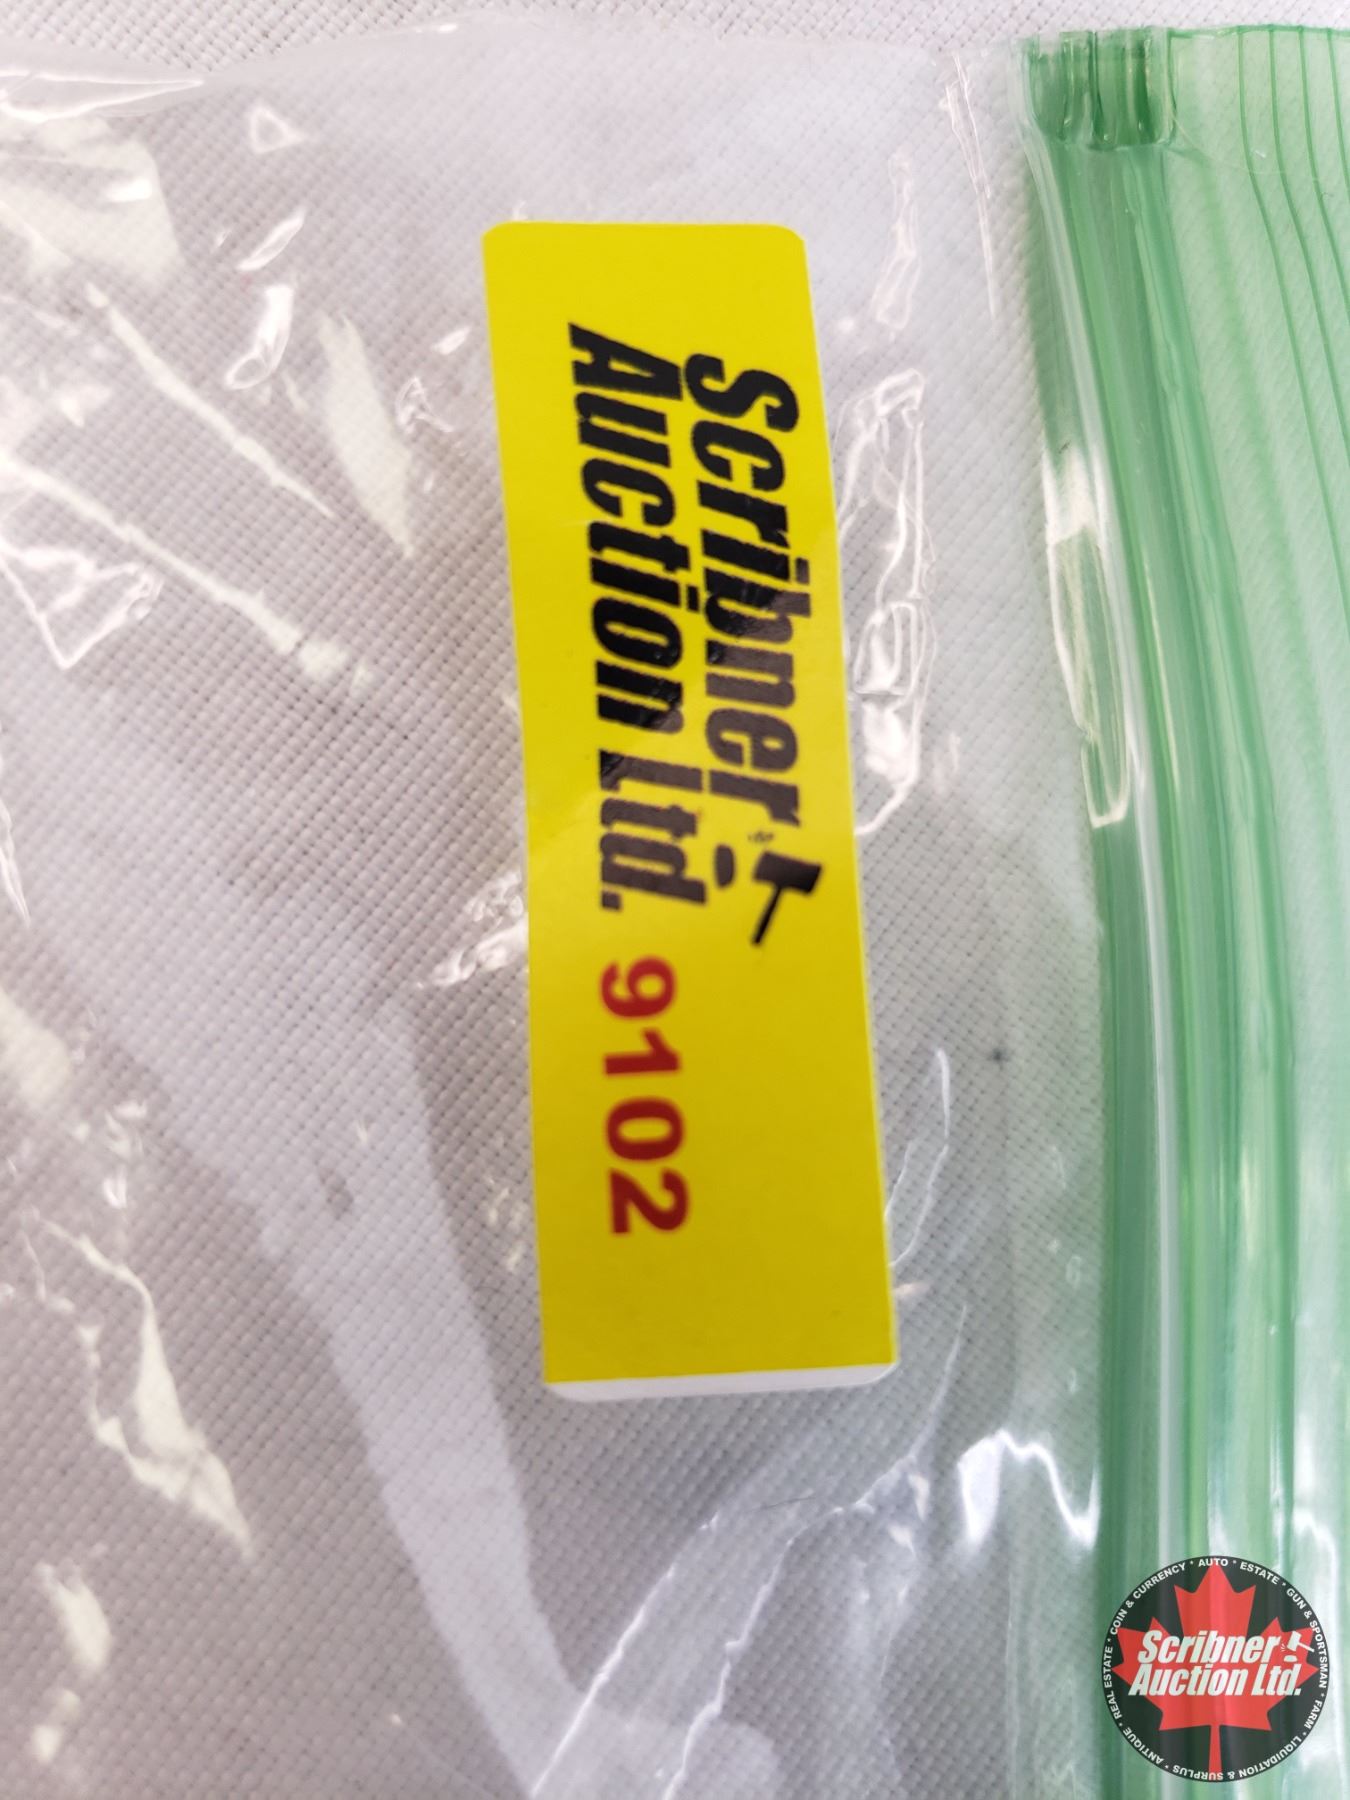 Scribner
Auction Ltd. 9102
COIN & CURRENCY * AUTO * ESTATE * GUN & SPORTSMAN * FARM * LIQUIDATION & SURPLUS * ANTIQUE * REAL ESTATE *
Scribner
Auction Ltd.